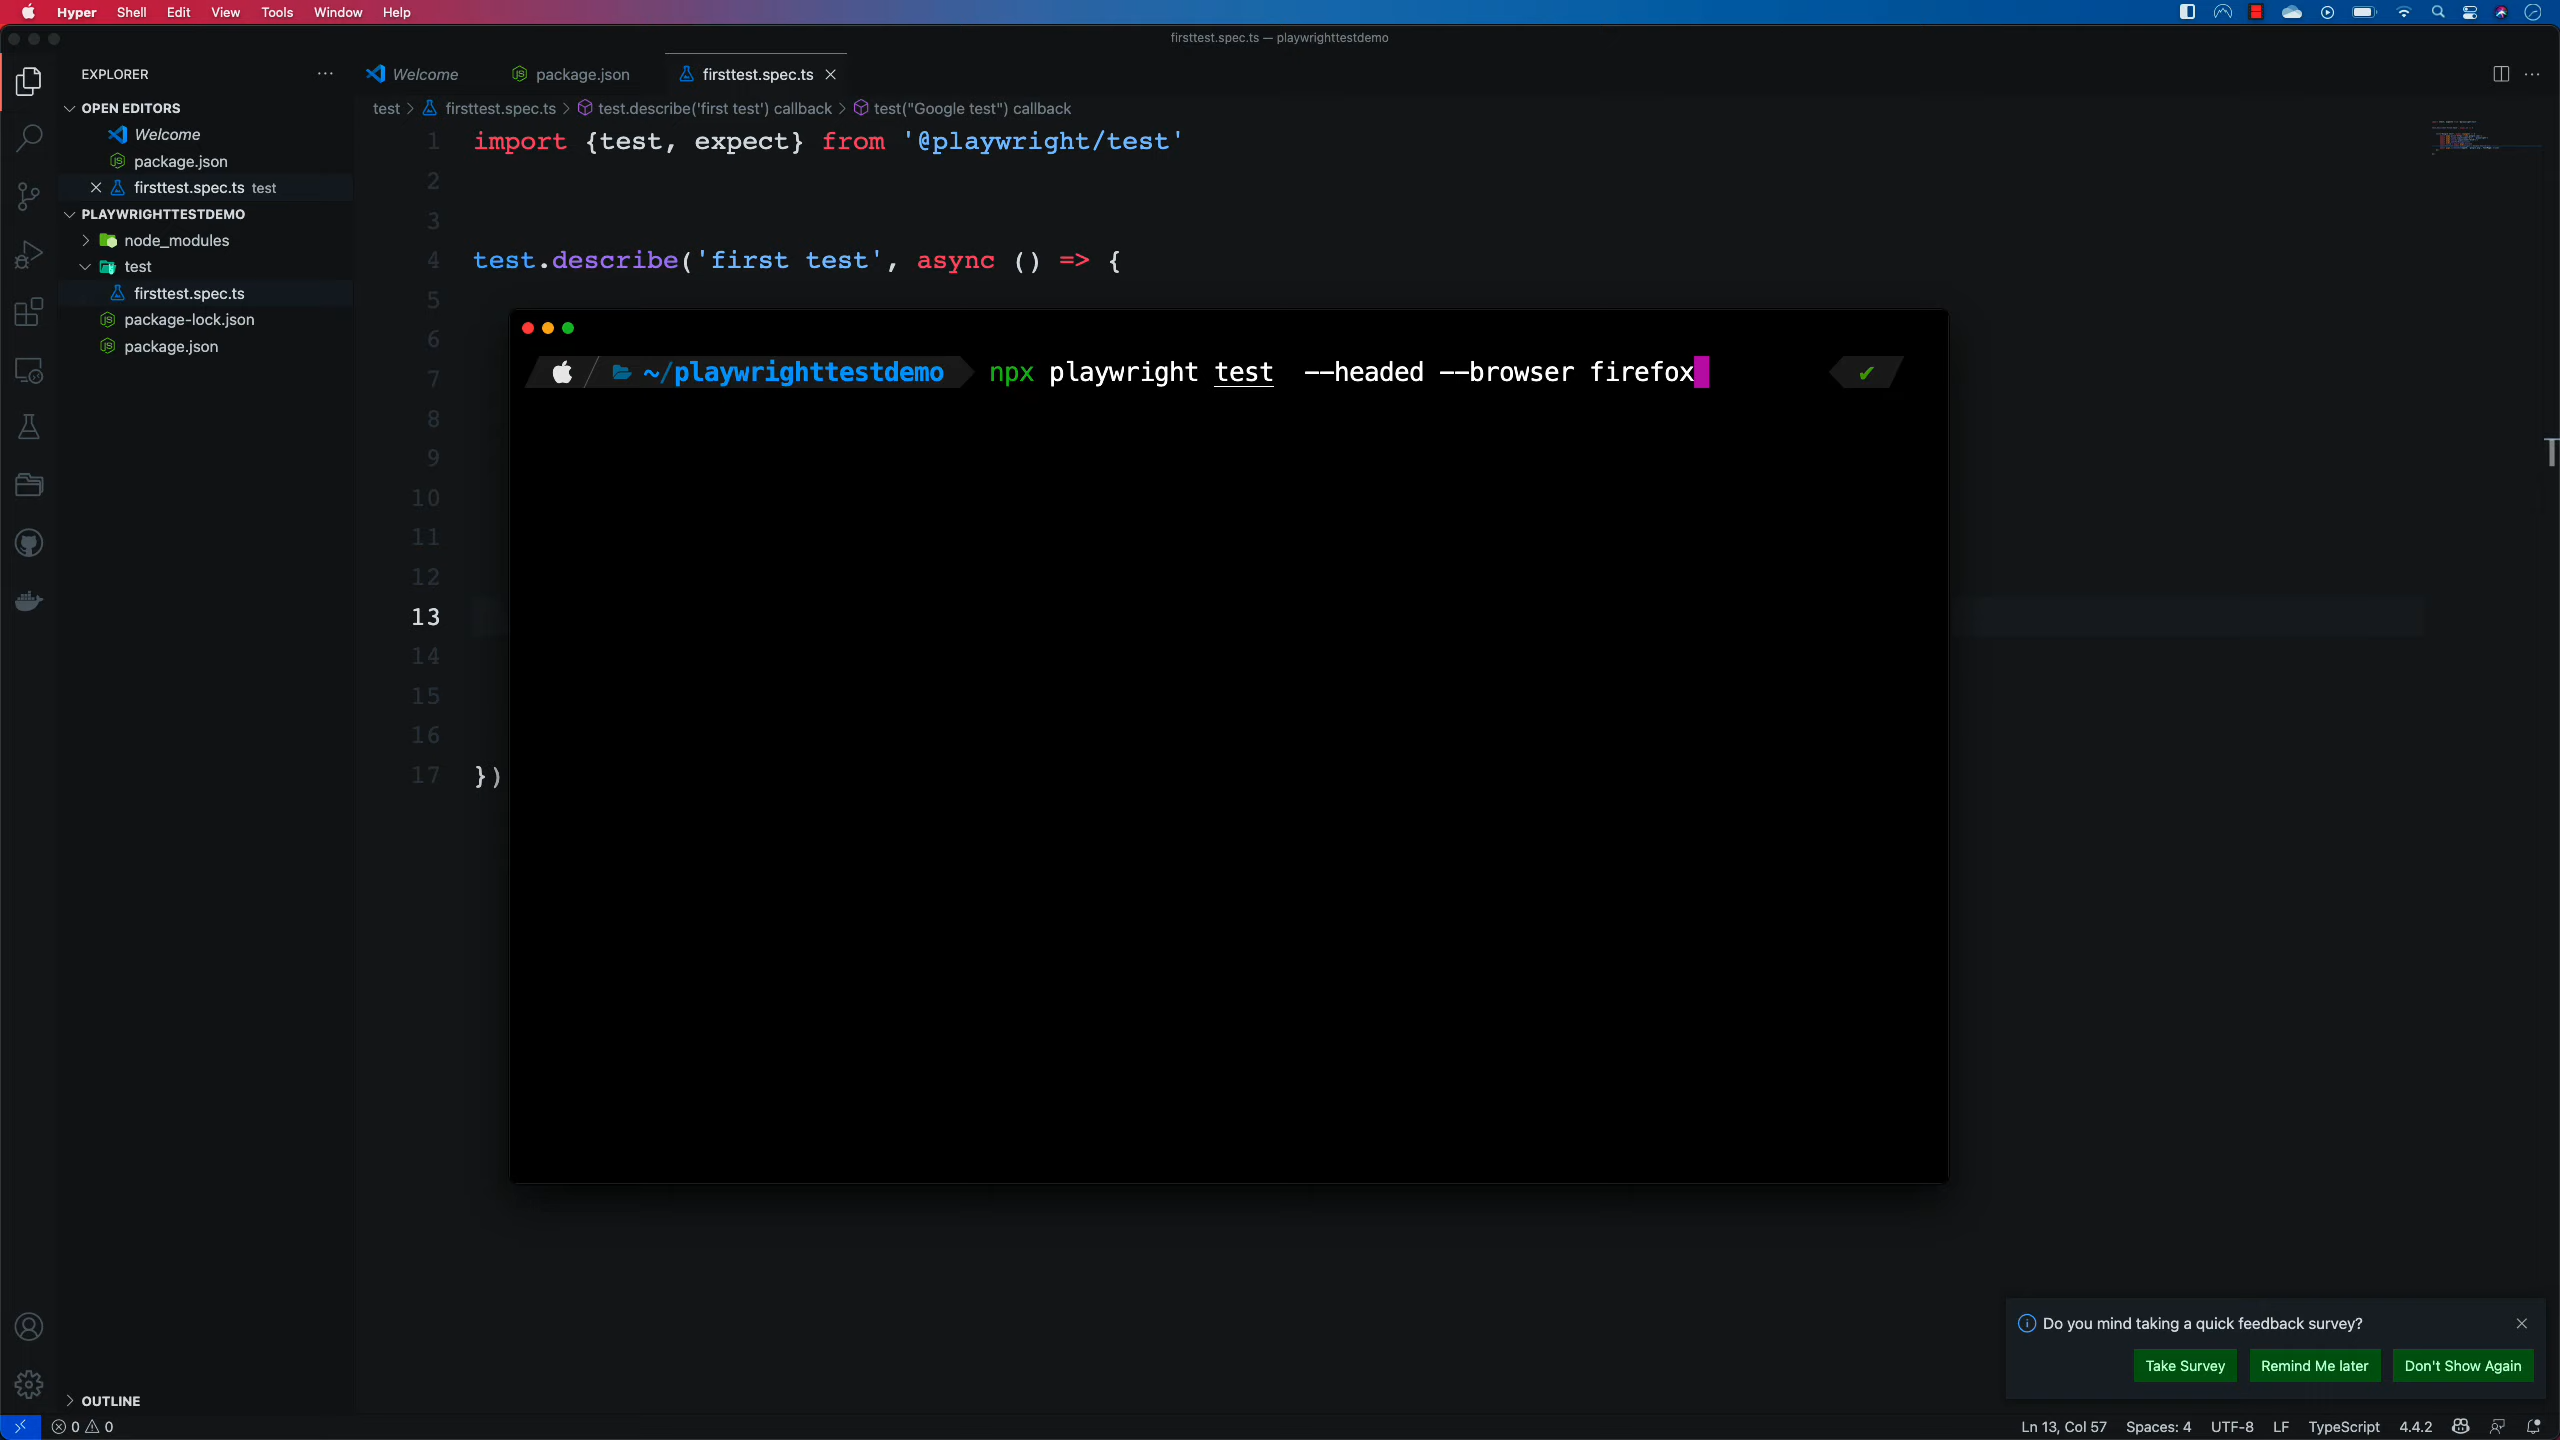 Hyper Shell Edit View Tools Window Help
firsttest.spec.ts — playwrighttestdemo
EXPLORER
Welcome package.json firsttest.spec.ts
OPEN EDITORS
Welcome
package.json
firsttest.spec.ts test
PLAYWRIGHTTESTDEMO
node_modules
test
firsttest.spec.ts
package-lock.json
package.json
OUTLINE
test > firsttest.spec.ts > test.describe('first test') callback > test("Google test") callback
1 import {test, expect} from '@playwright/test'
2
3
4 test.describe('first test', async () => {
5
6
7
8
9
10
11
12
13
14
15
16
17 })
~/playwrighttestdemo npx playwright test --headed --browser firefox ✔
Do you mind taking a quick feedback survey?
Take Survey Remind Me later Don't Show Again
0 0 Ln 13, Col 57 Spaces: 4 UTF-8 LF TypeScript 4.4.2